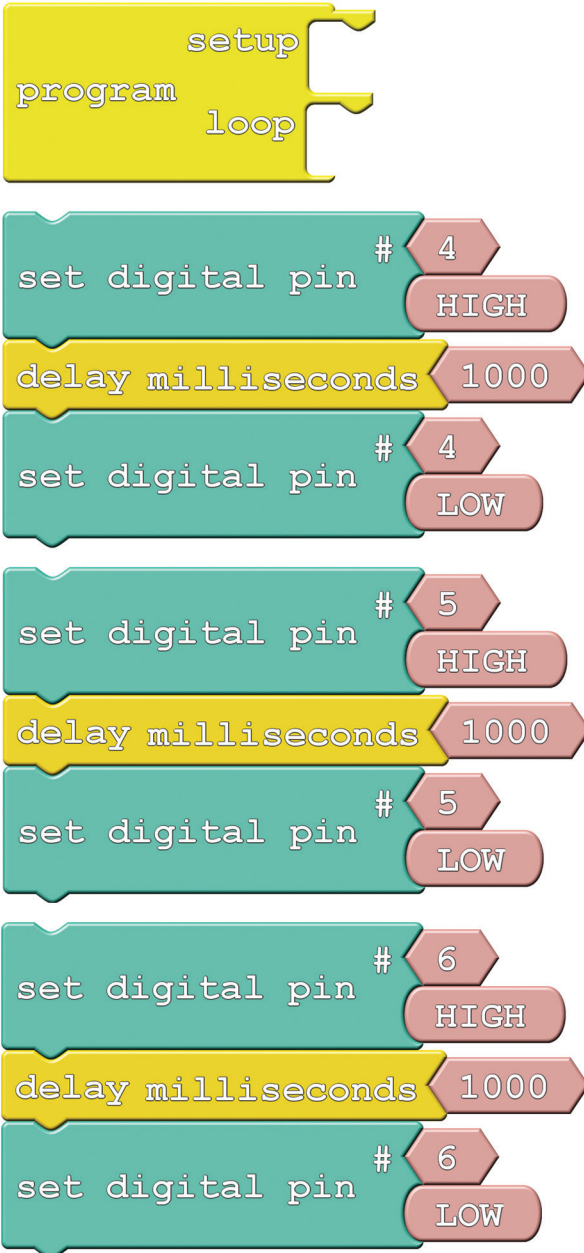 setup
program
loop
set digital pin # 4
HIGH
delay milliseconds 1000
set digital pin # 4
LOW
set digital pin # 5
HIGH
delay milliseconds 1000
set digital pin # 5
LOW
set digital pin # 6
HIGH
delay milliseconds 1000
set digital pin # 6
LOW